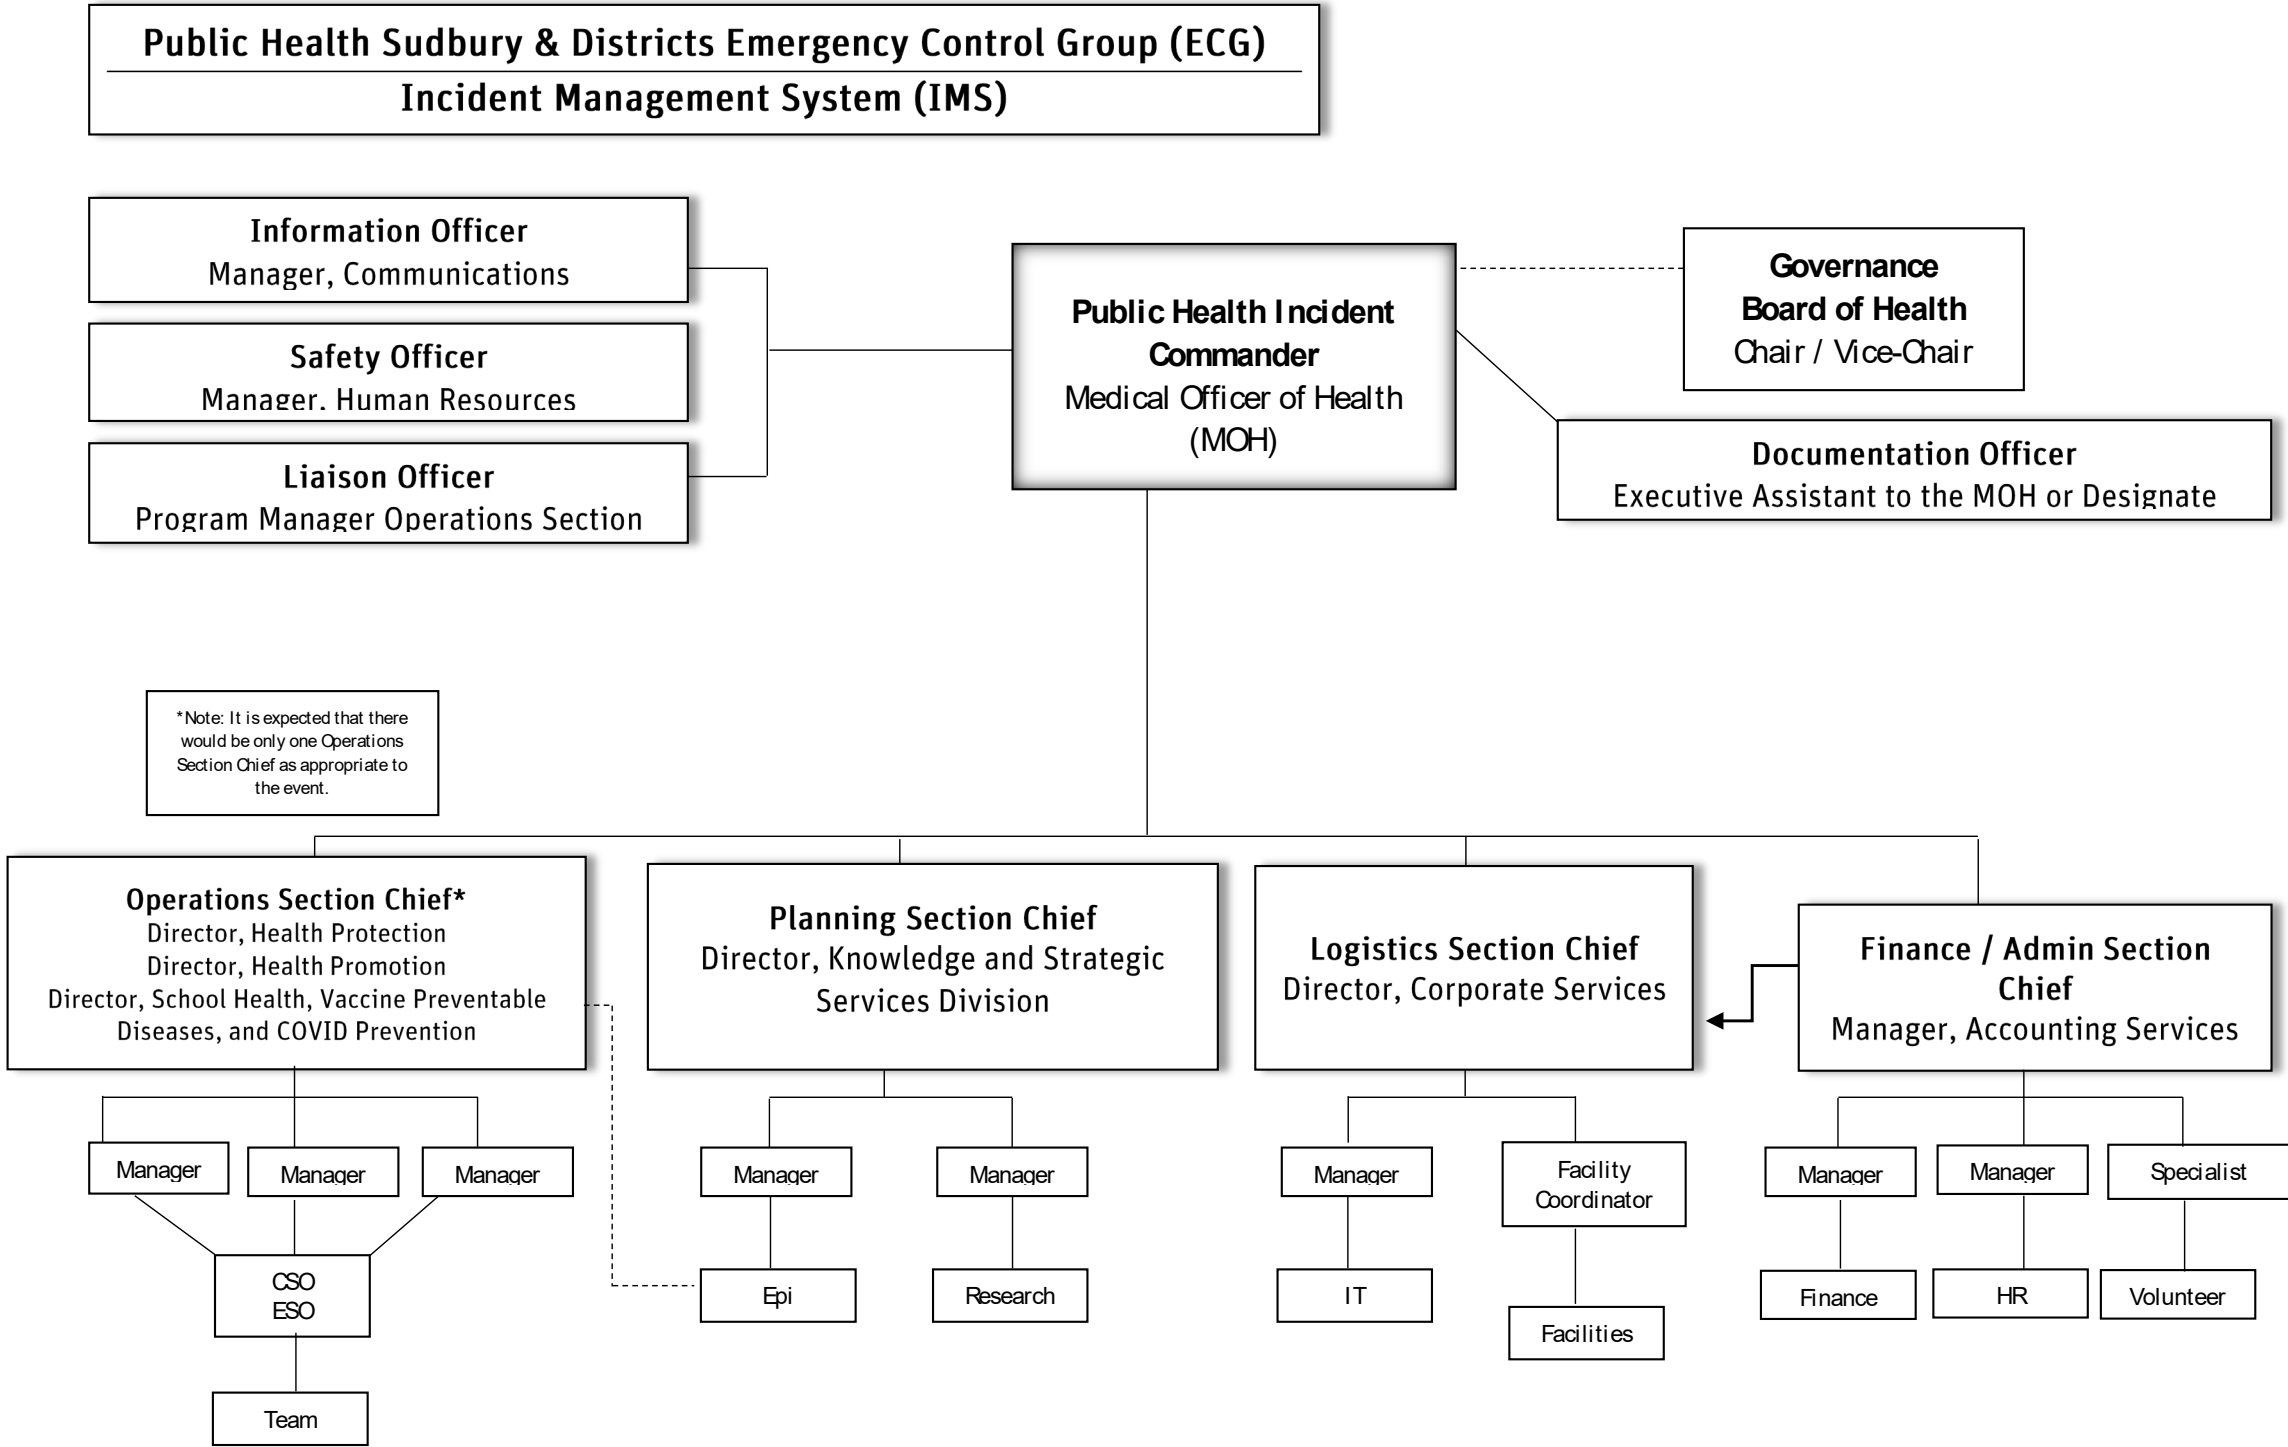 Public Health Sudbury & Districts Emergency Control Group (ECG)
Incident Management System (IMS)
Information Officer
Manager, Communications
Safety Officer
Manager, Human Resources
Liaison Officer
Program Manager Operations Section
Public Health Incident
Commander
Medical Officer of Health
(MOH)
Governance
Board of Health
Chair / Vice-Chair
Documentation Officer
Executive Assistant to the MOH or Designate
*Note: It is expected that there
would be only one Operations
Section Chief as appropriate to
the event.
Operations Section Chief*
Director, Health Protection
Director, Health Promotion
Director, School Health, Vaccine Preventable
Diseases, and COVID Prevention
Planning Section Chief
Director, Knowledge and Strategic
Services Division
Logistics Section Chief
Director, Corporate Services
Finance / Admin Section
Chief
Manager, Accounting Services
Manager
Manager
Manager
Manager
Manager
Manager
Facility
Coordinator
Manager
Manager
Specialist
CSO
ESO
Epi
Research
IT
Facilities
Finance
HR
Volunteer
Team